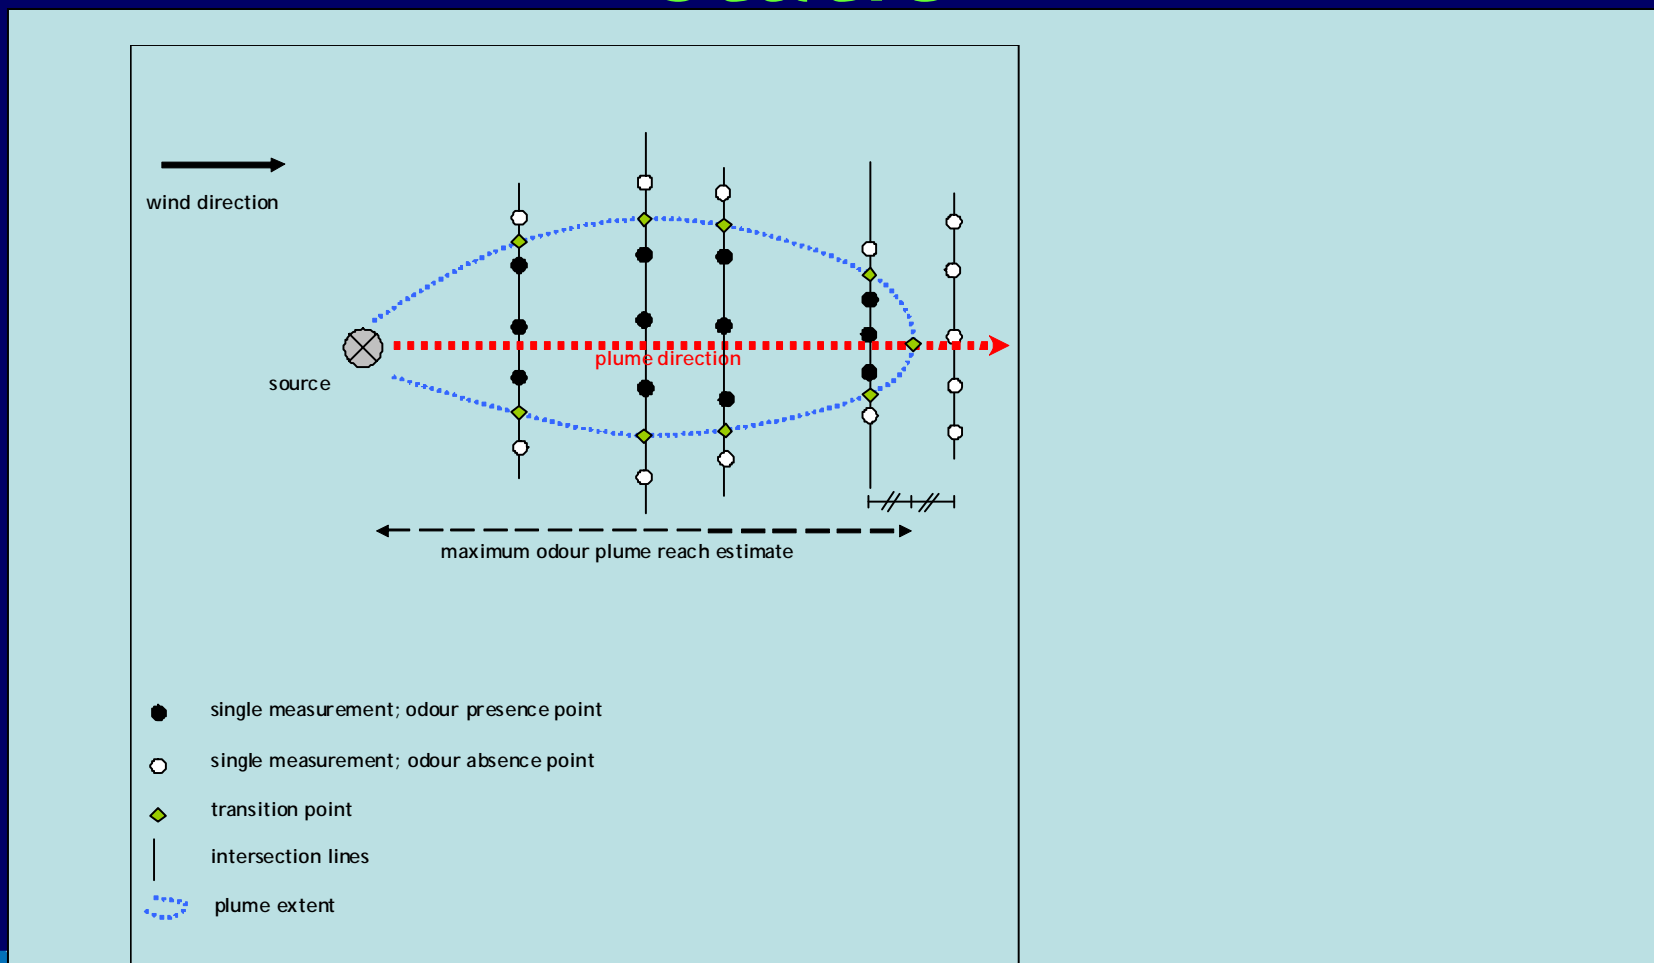 wind direction
plume direction
source
maximum odour plume reach estimate
single measurement; odour presence point
single measurement; odour absence point
transition point
intersection lines
plume extent